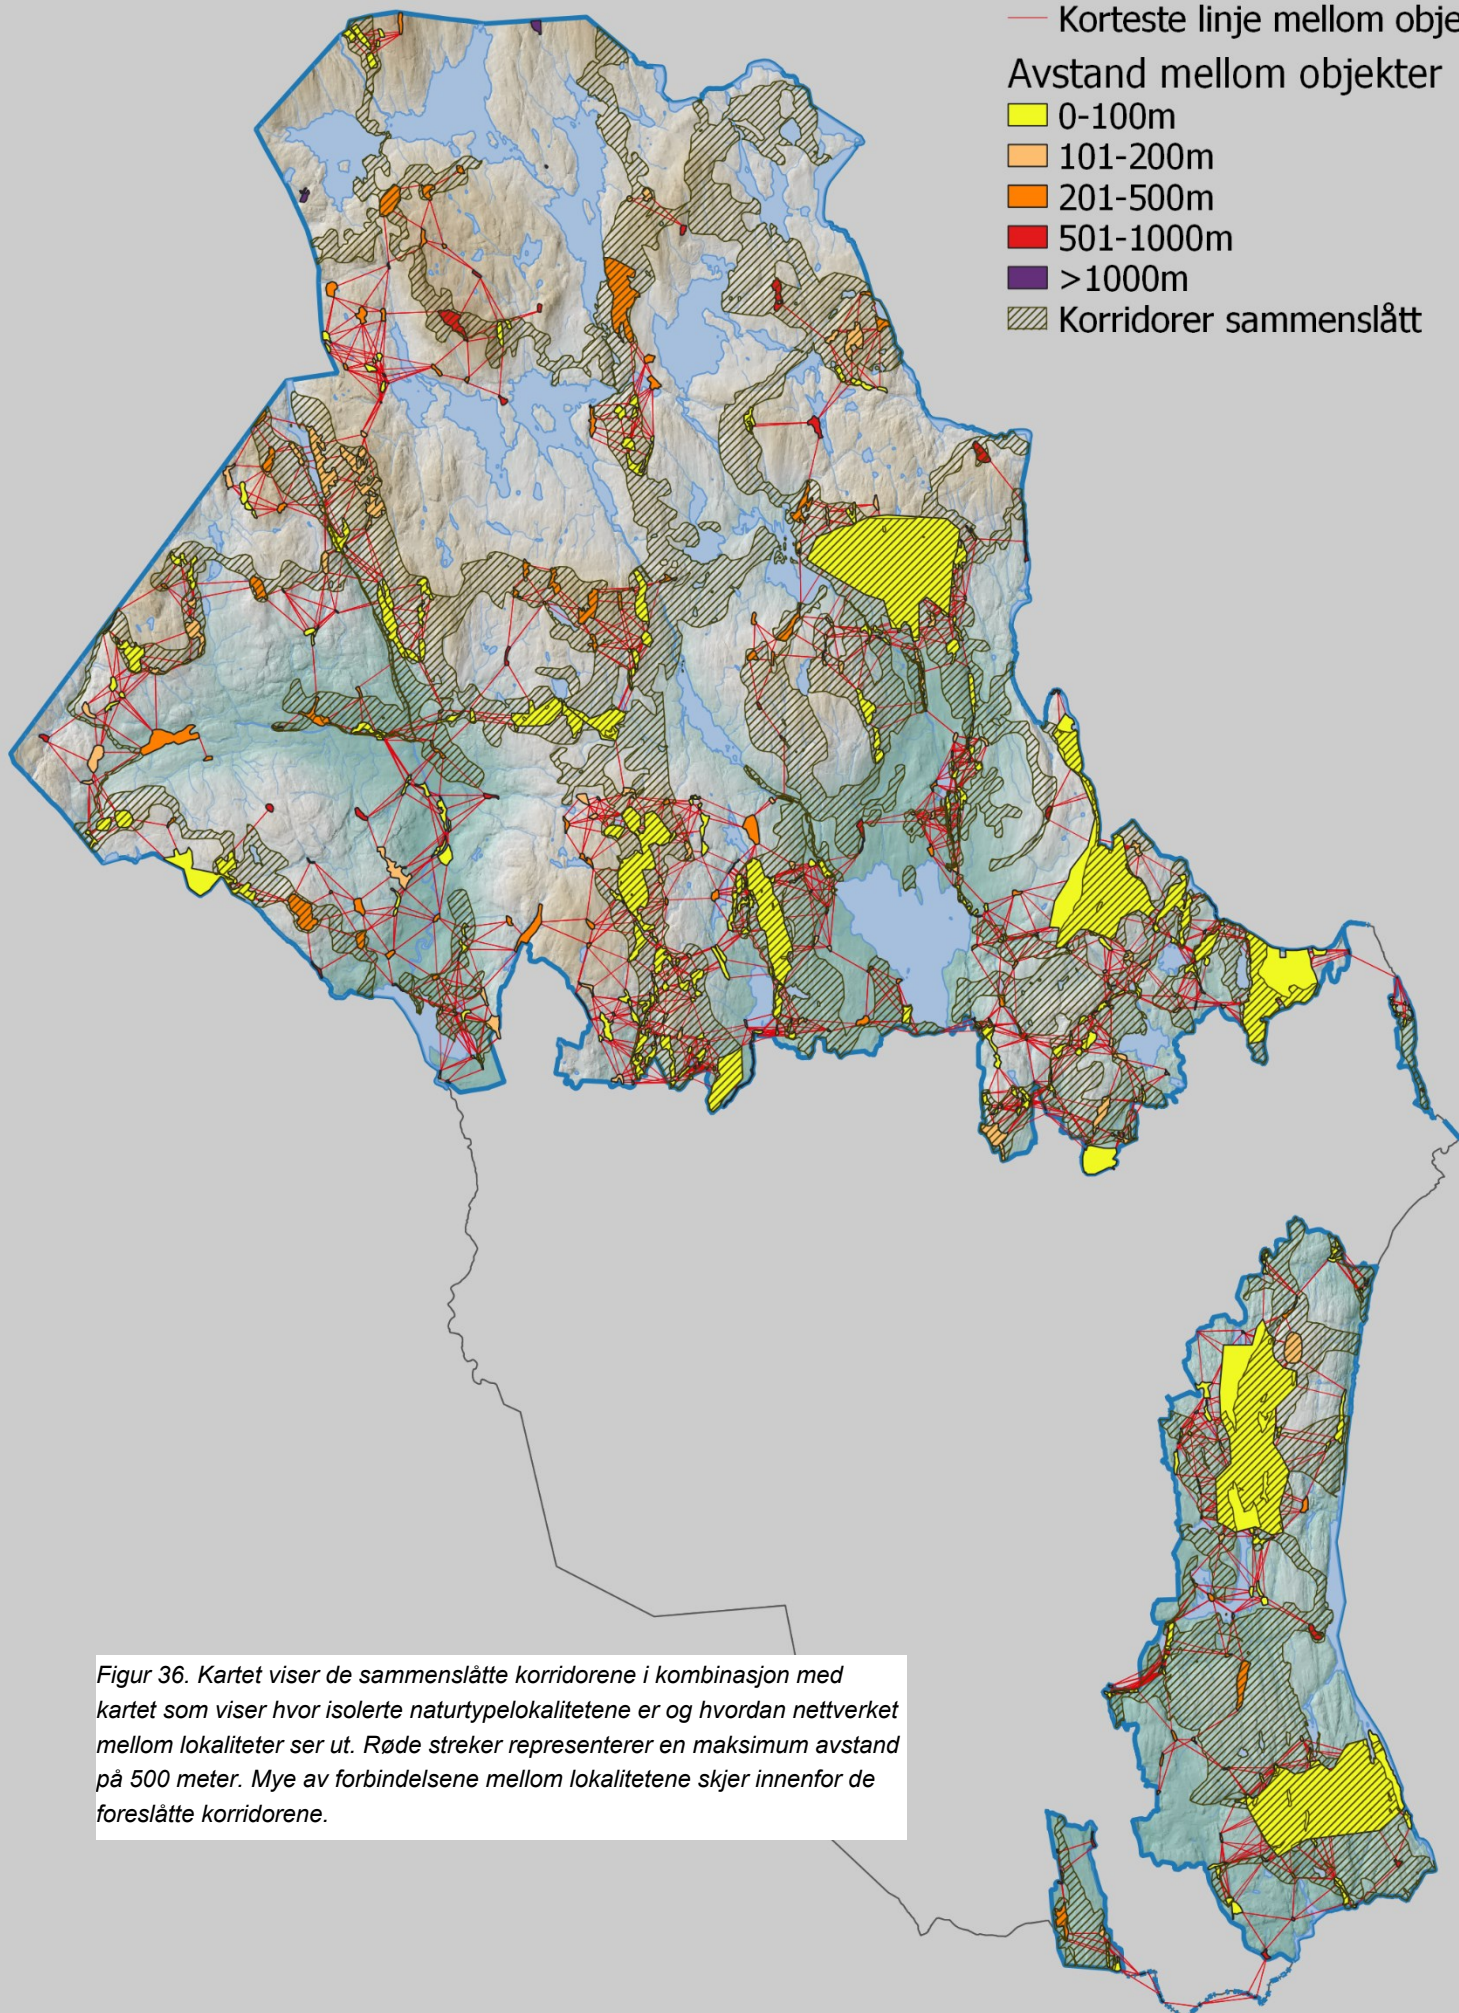 Korteste linje mellom obje
Avstand mellom objekter
0-100m
101-200m
201-500m
501-1000m
>1000m
Korridorer sammenslått
Figur 36. Kartet viser de sammenslåtte korridorene i kombinasjon med
kartet som viser hvor isolerte naturtypelokalitetene er og hvordan nettverket
mellom lokaliteter ser ut. Røde streker representerer en maksimum avstand
på 500 meter. Mye av forbindelsene mellom lokalitetene skjer innenfor de
foreslåtte korridorene.